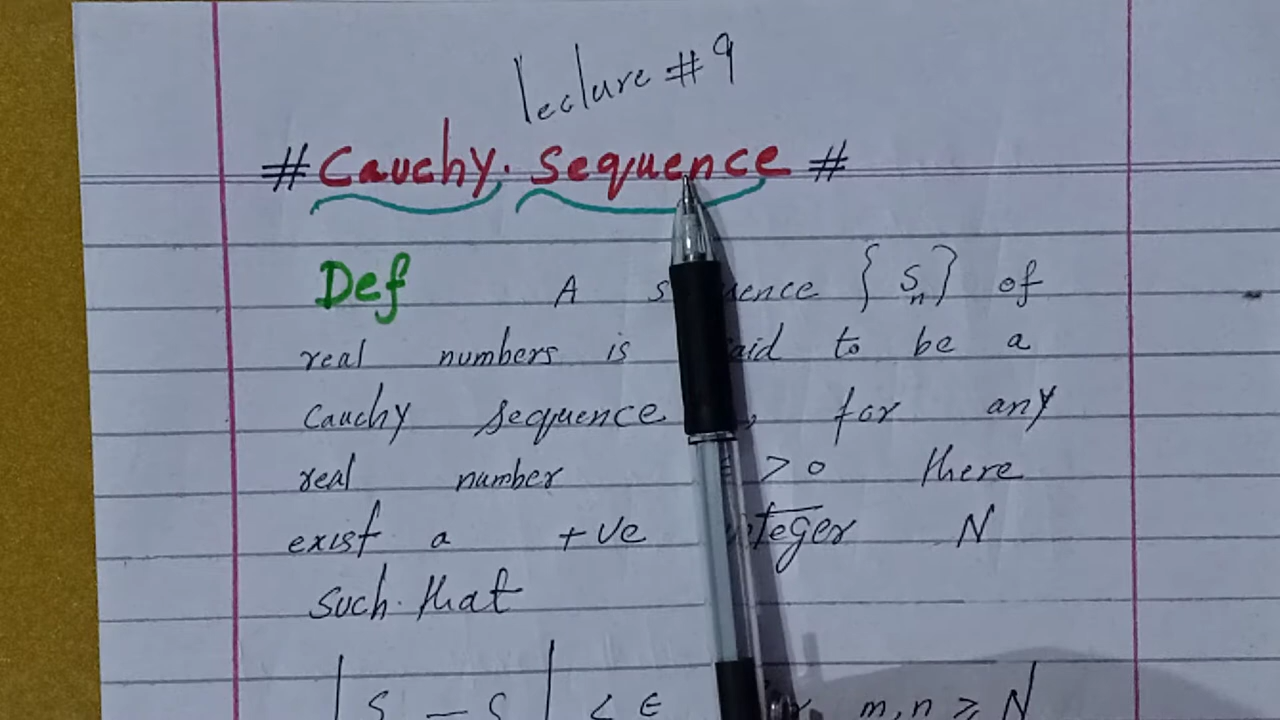 lecture #9
# Cauchy. Sequence #
Def A sequence {Sn} of
real numbers is said to be a
Cauchy sequence, for any
real number > 0 there
exist a +ve integer N
such. that
|S - S| < ∈ m,n ≥ N